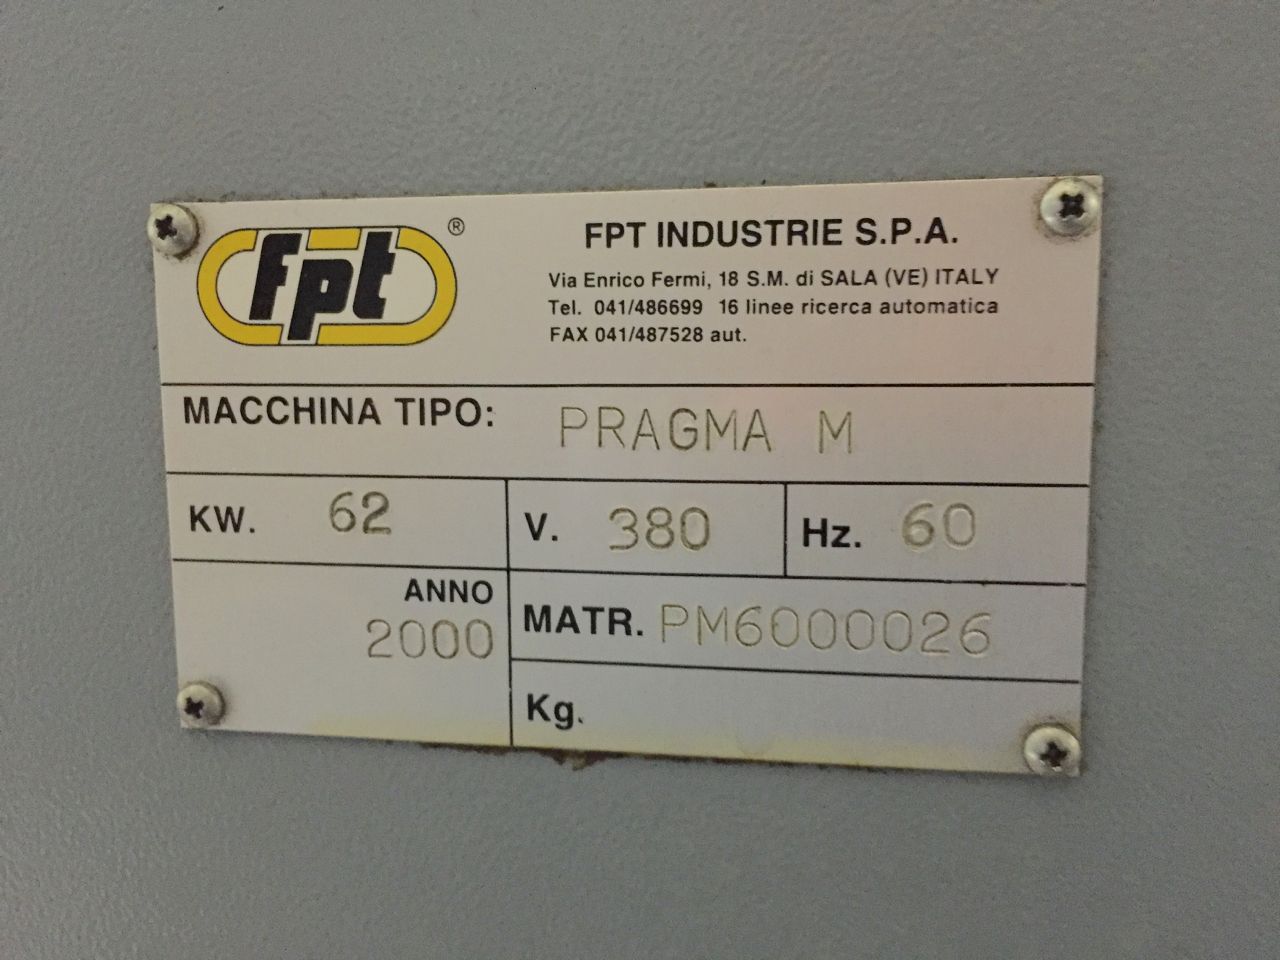 fpt ®
FPT INDUSTRIE S.P.A.
Via Enrico Fermi, 18 S.M. di SALA (VE) ITALY
Tel. 041/486699 16 linee ricerca automatica
FAX 041/487528 aut.
MACCHINA TIPO: PRAGMA M
KW. 62 V. 380 Hz. 60
ANNO
2000
MATR. PM6000026
Kg.